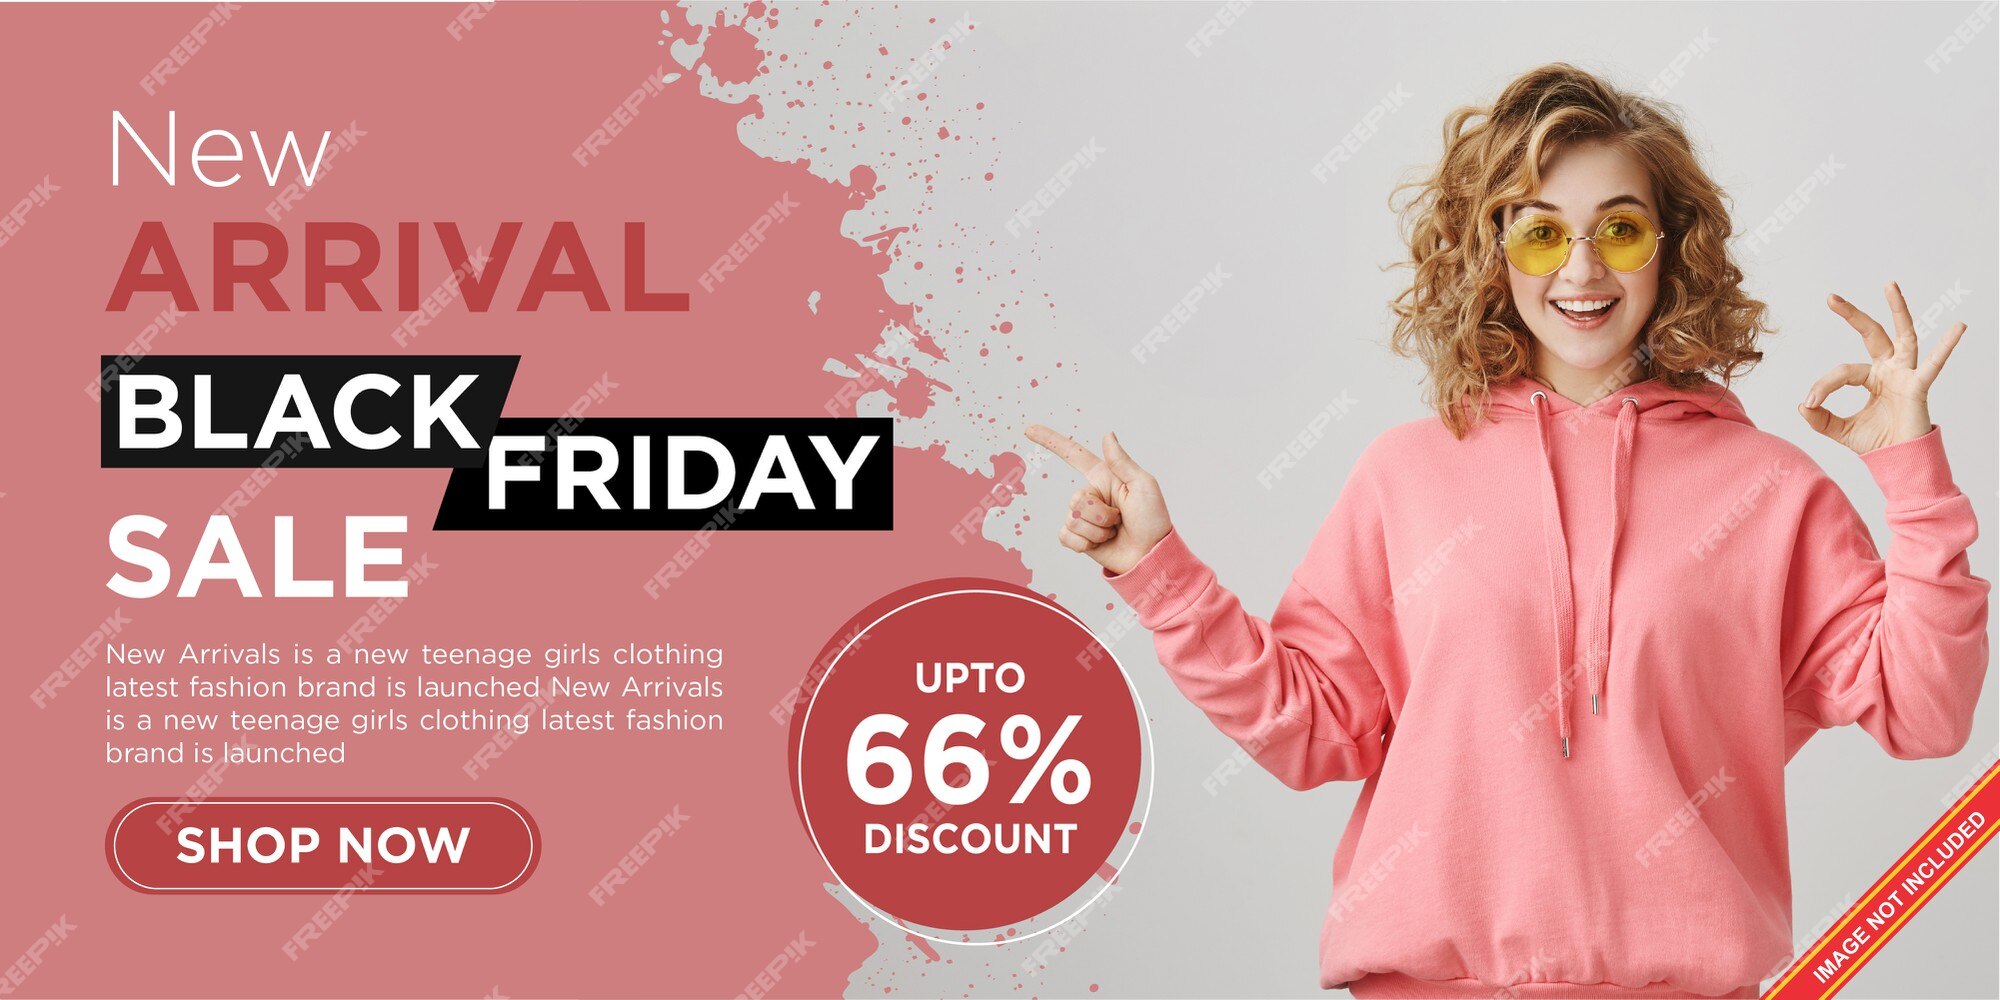 New
ARRIVAL
BLACK
FRIDAY
SALE
New Arrivals is a new teenage girls clothing
latest fashion brand is launched New Arrivals
is a new teenage girls clothing latest fashion
brand is launched
SHOP NOW
UPTO
66%
DISCOUNT
IMAGE NOT INCLUDED
FREEPIK